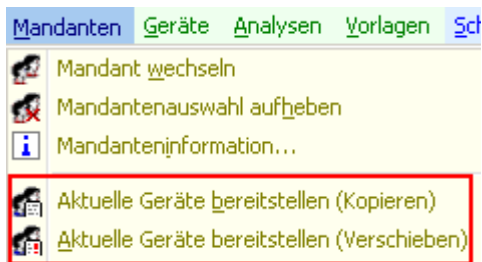 Mandanten Geräte Analysen Vorlagen
Mandant wechseln
Mandantenauswahl aufheben
Mandanteninformation...
Aktuelle Geräte bereitstellen (Kopieren)
Aktuelle Geräte bereitstellen (Verschieben)